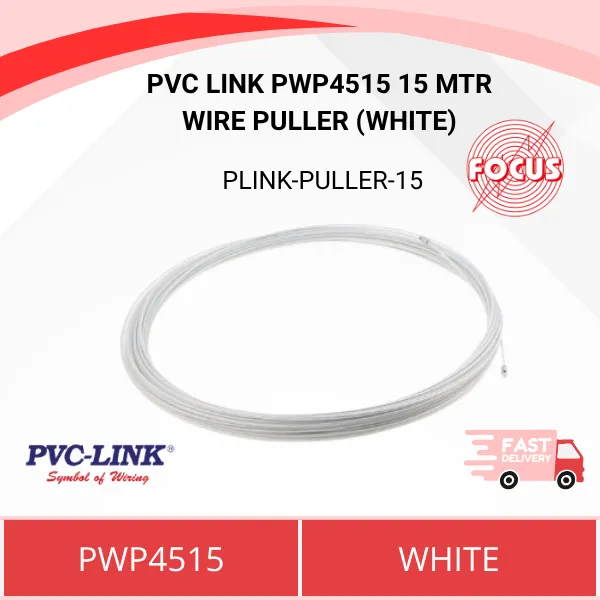 PVC LINK PWP4515 15 MTR
WIRE PULLER (WHITE)
PLINK-PULLER-15
FOCUS
PVC-LINK®
Symbol of Wiring
FAST
DELIVERY
PWP4515
WHITE